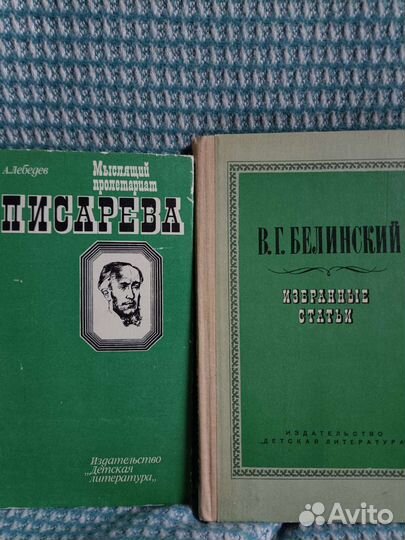 А.Лебедев
Мыслящий
пролетариат
ПИСАРЕВА
Издательство
„Детская
литература„
В.Г. БЕЛИНСКИЙ
ИЗБРАННЫЕ
СТАТЬИ
ИЗДАТЕЛЬСТВО
„ДЕТСКАЯ ЛИТЕРАТУРА"
Avito